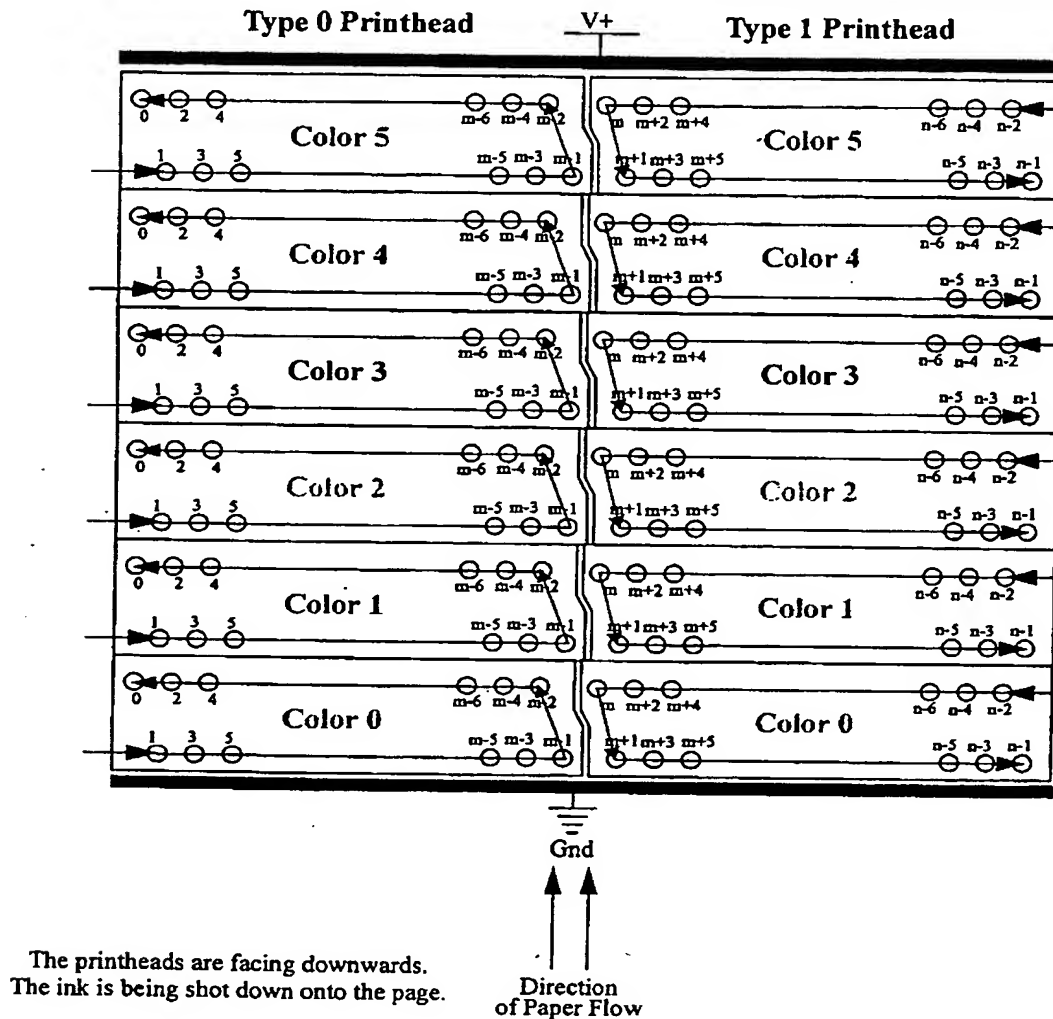 Type 0 Printhead V+ Type 1 Printhead
0 2 4 m-6 m-4 m-2 m m+2 m+4 n-6 n-4 n-2
Color 5 Color 5
1 3 5 m-5 m-3 m-1 m+1 m+3 m+5 n-5 n-3 n-1
0 2 4 m-6 m-4 m-2 m m+2 m+4 n-6 n-4 n-2
Color 4 Color 4
1 3 5 m-5 m-3 m-1 m+1 m+3 m+5 n-5 n-3 n-1
0 2 4 m-6 m-4 m-2 m m+2 m+4 n-6 n-4 n-2
Color 3 Color 3
1 3 5 m-5 m-3 m-1 m+1 m+3 m+5 n-5 n-3 n-1
0 2 4 m-6 m-4 m-2 m m+2 m+4 n-6 n-4 n-2
Color 2 Color 2
1 3 5 m-5 m-3 m-1 m+1 m+3 m+5 n-5 n-3 n-1
0 2 4 m-6 m-4 m-2 m m+2 m+4 n-6 n-4 n-2
Color 1 Color 1
1 3 5 m-5 m-3 m-1 m+1 m+3 m+5 n-5 n-3 n-1
0 2 4 m-6 m-4 m-2 m m+2 m+4 n-6 n-4 n-2
Color 0 Color 0
1 3 5 m-5 m-3 m-1 m+1 m+3 m+5 n-5 n-3 n-1
Gnd
The printheads are facing downwards.
The ink is being shot down onto the page.
Direction
of Paper Flow